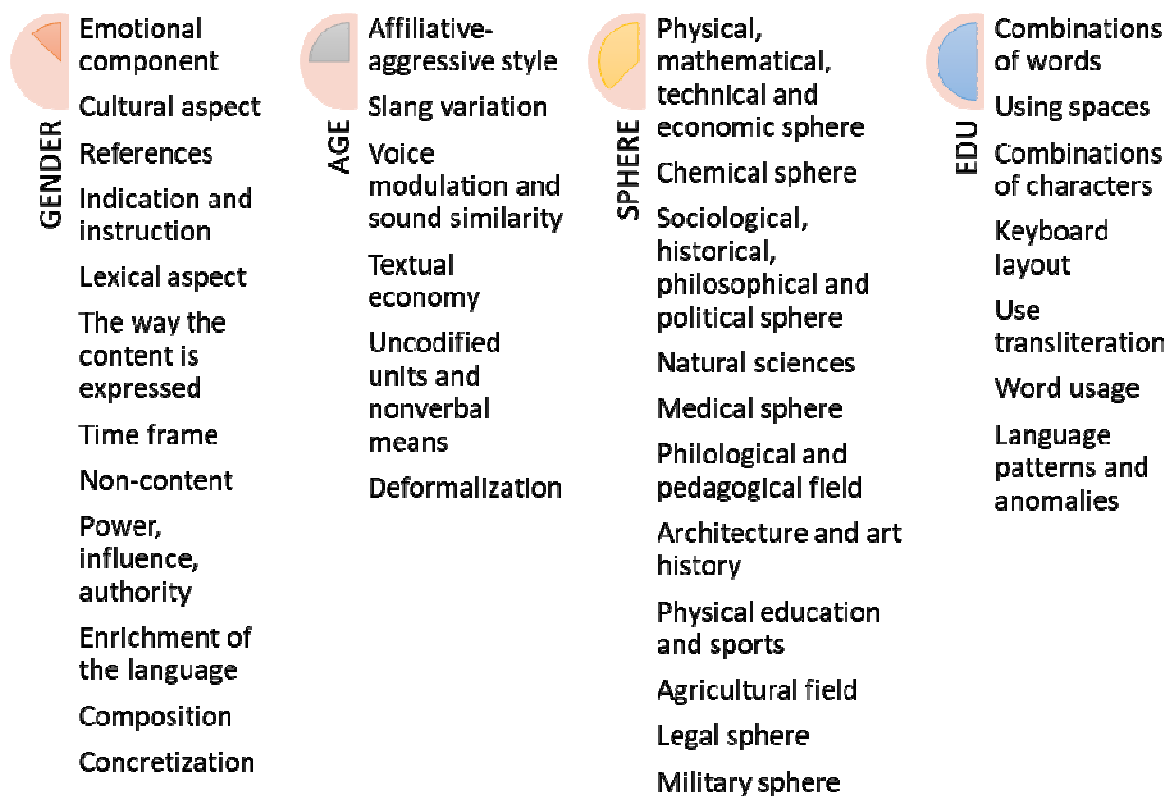 GENDER
Emotional
component
Cultural aspect
References
Indication and
instruction
Lexical aspect
The way the
content is
expressed
Time frame
Non-content
Power,
influence,
authority
Enrichment of
the language
Composition
Concretization
AGE
Affiliative-
aggressive style
Slang variation
Voice
modulation and
sound similarity
Textual
economy
Uncodified
units and
nonverbal
means
Deformalization
SPHERE
Physical,
mathematical,
technical and
economic sphere
Chemical sphere
Sociological,
historical,
philosophical and
political sphere
Natural sciences
Medical sphere
Philological and
pedagogical field
Architecture and art
history
Physical education
and sports
Agricultural field
Legal sphere
Military sphere
EDU
Combinations
of words
Using spaces
Combinations
of characters
Keyboard
layout
Use
transliteration
Word usage
Language
patterns and
anomalies